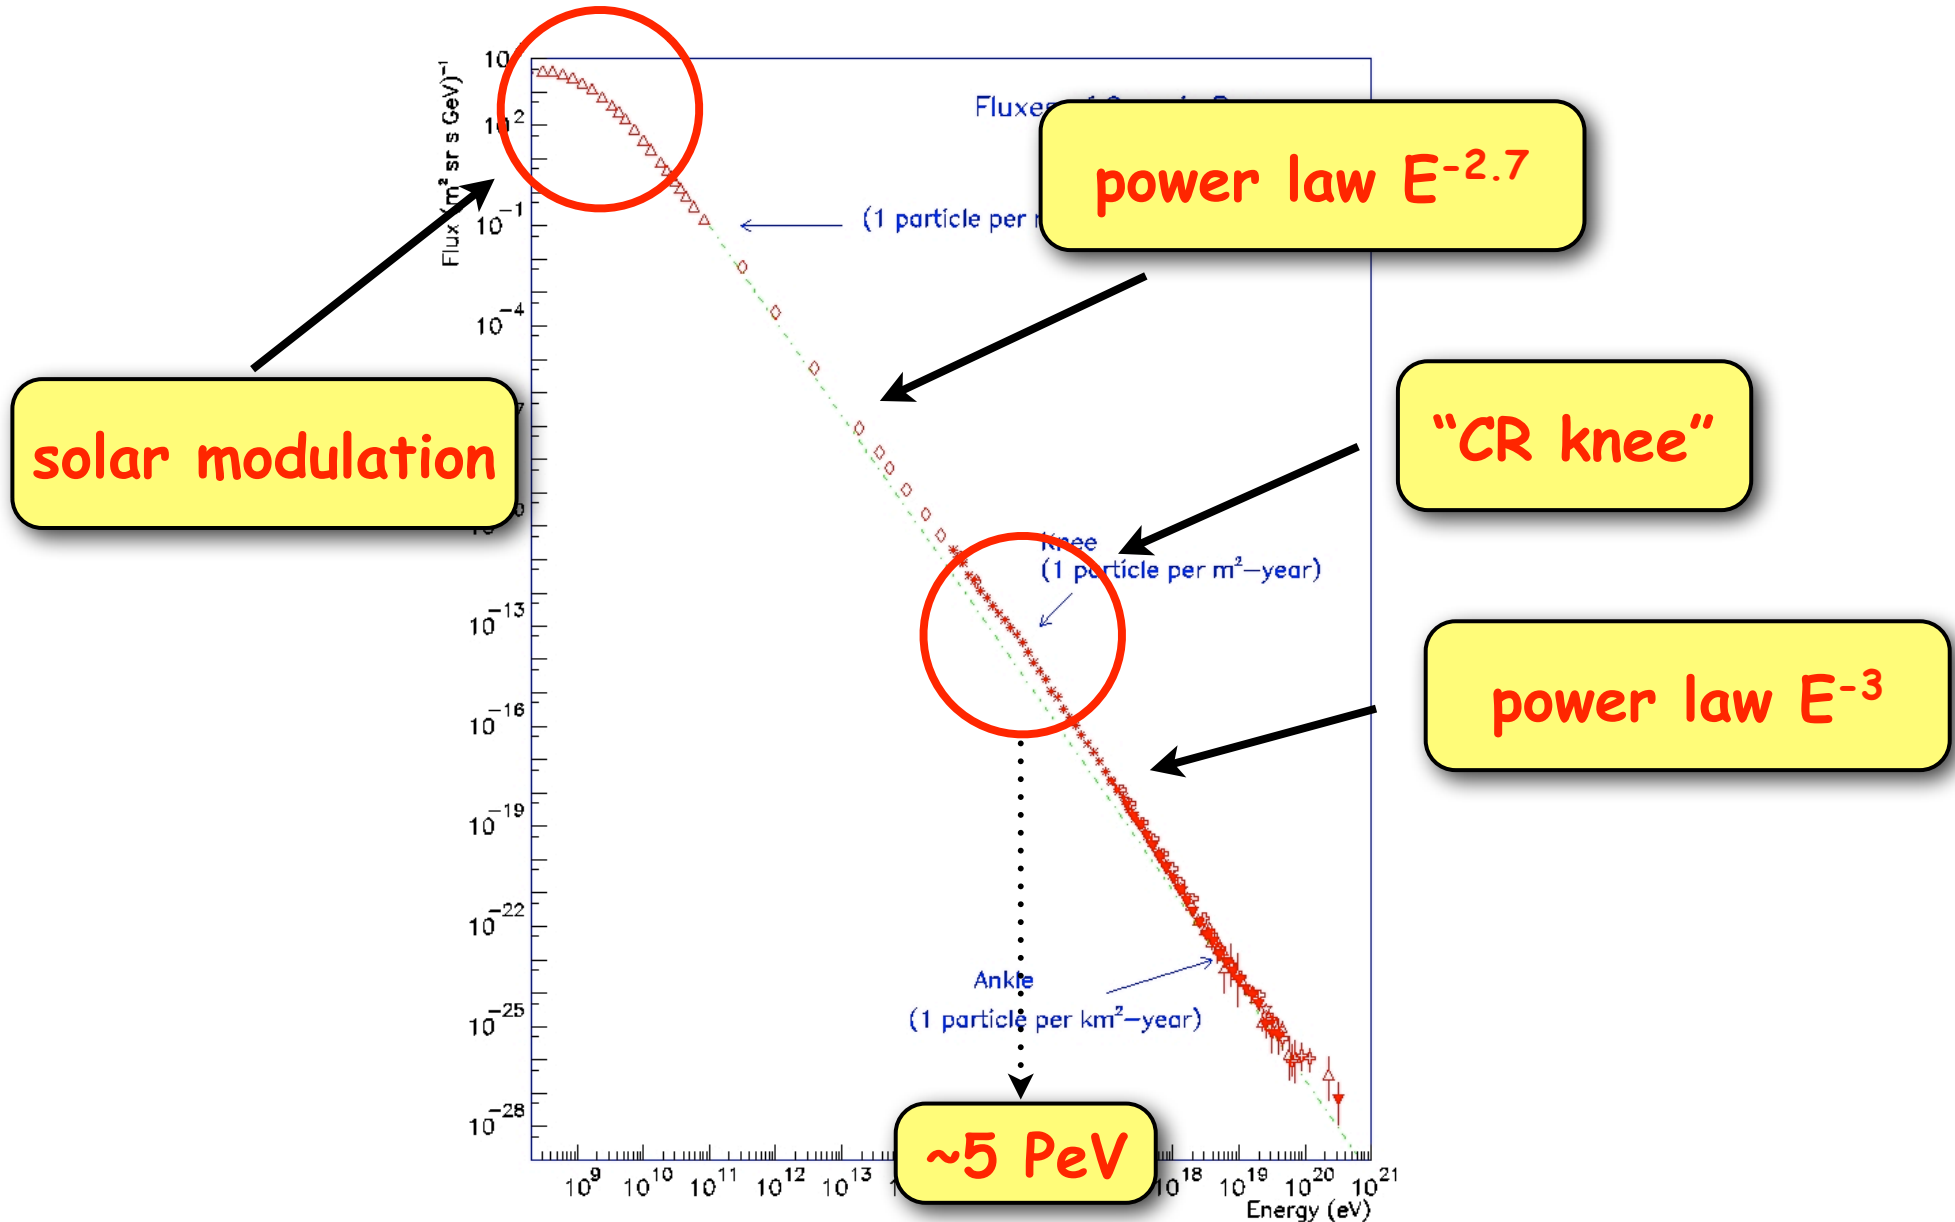 Flux (m² sr s GeV)⁻¹
10²
10⁻¹
10⁻⁴
10⁻¹³
10⁻¹⁶
10⁻¹⁹
10⁻²²
10⁻²⁵
10⁻²⁸
(1 particle per
power law E⁻²·⁷
solar modulation
“CR knee”
Knee
(1 particle per m²−year)
power law E⁻³
Ankle
(1 particle per km²−year)
~5 PeV
10⁹ 10¹⁰ 10¹¹ 10¹² 10¹³ 10¹⁹ 10²⁰ 10²¹
Energy (eV)